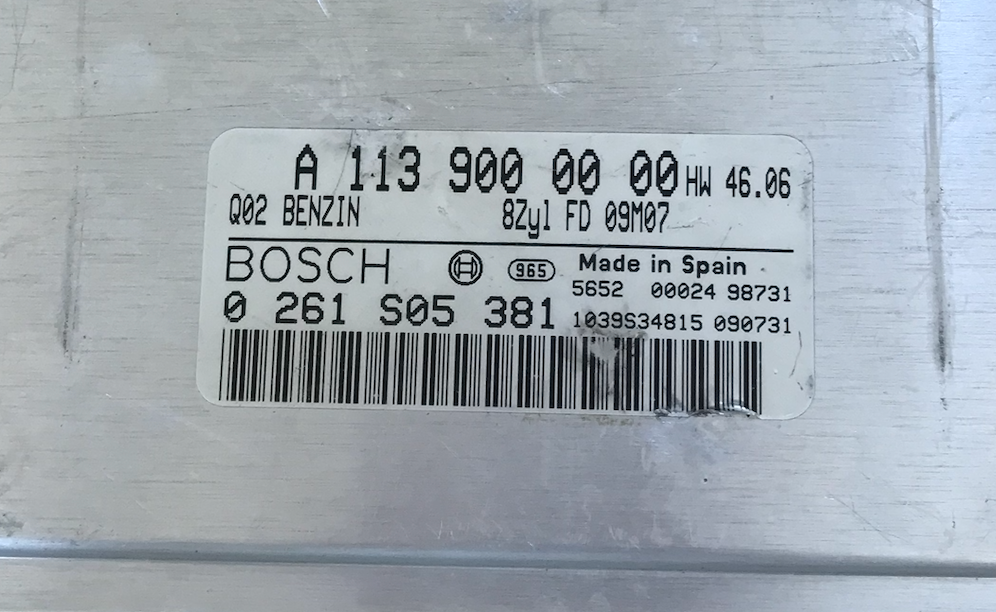 A 113 900 00 00 HW 46.06
Q02 BENZIN 8Zyl FD 09M07
BOSCH 965 Made in Spain
5652 00024 98731
0 261 S05 381 1039S34815 090731